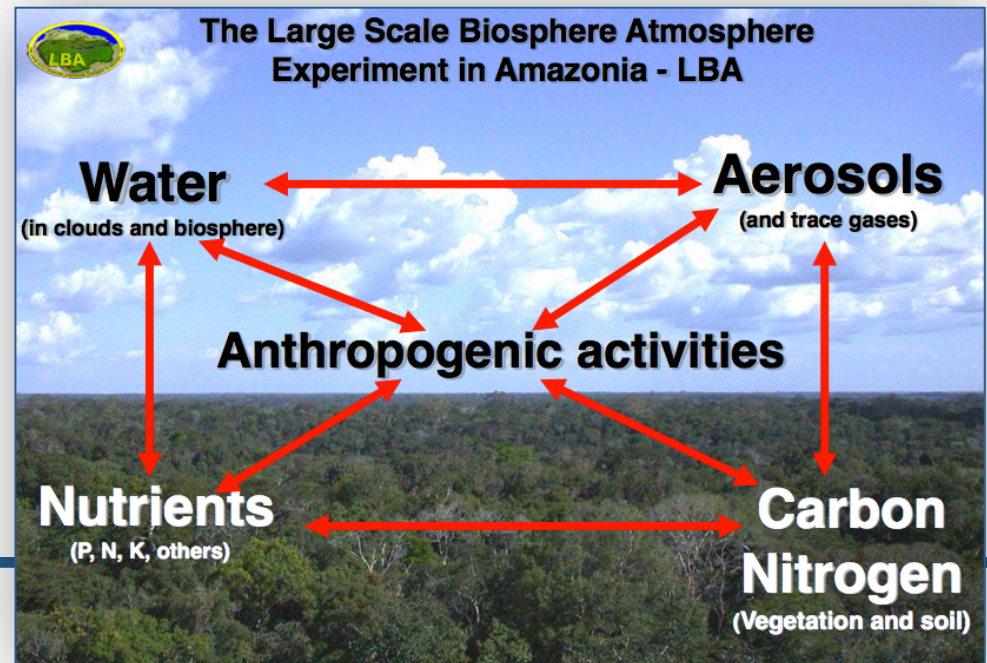 LBA
The Large Scale Biosphere Atmosphere
Experiment in Amazonia - LBA
Water
(in clouds and biosphere)
Aerosols
(and trace gases)
Anthropogenic activities
Nutrients
(P, N, K, others)
Carbon
Nitrogen
(Vegetation and soil)